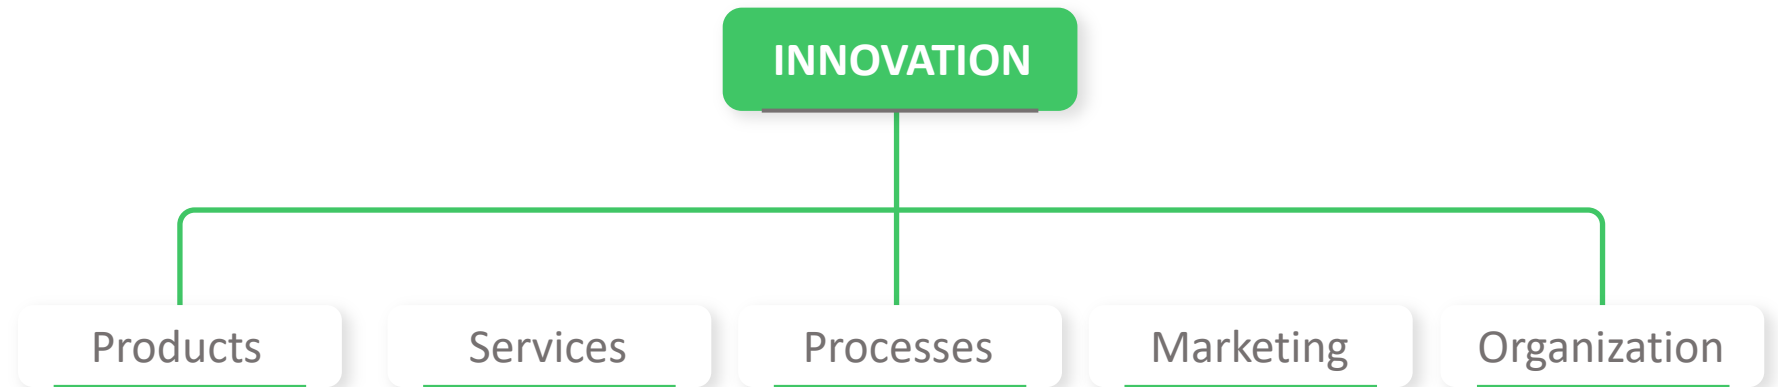 INNOVATION
Products
Services
Processes
Marketing
Organization